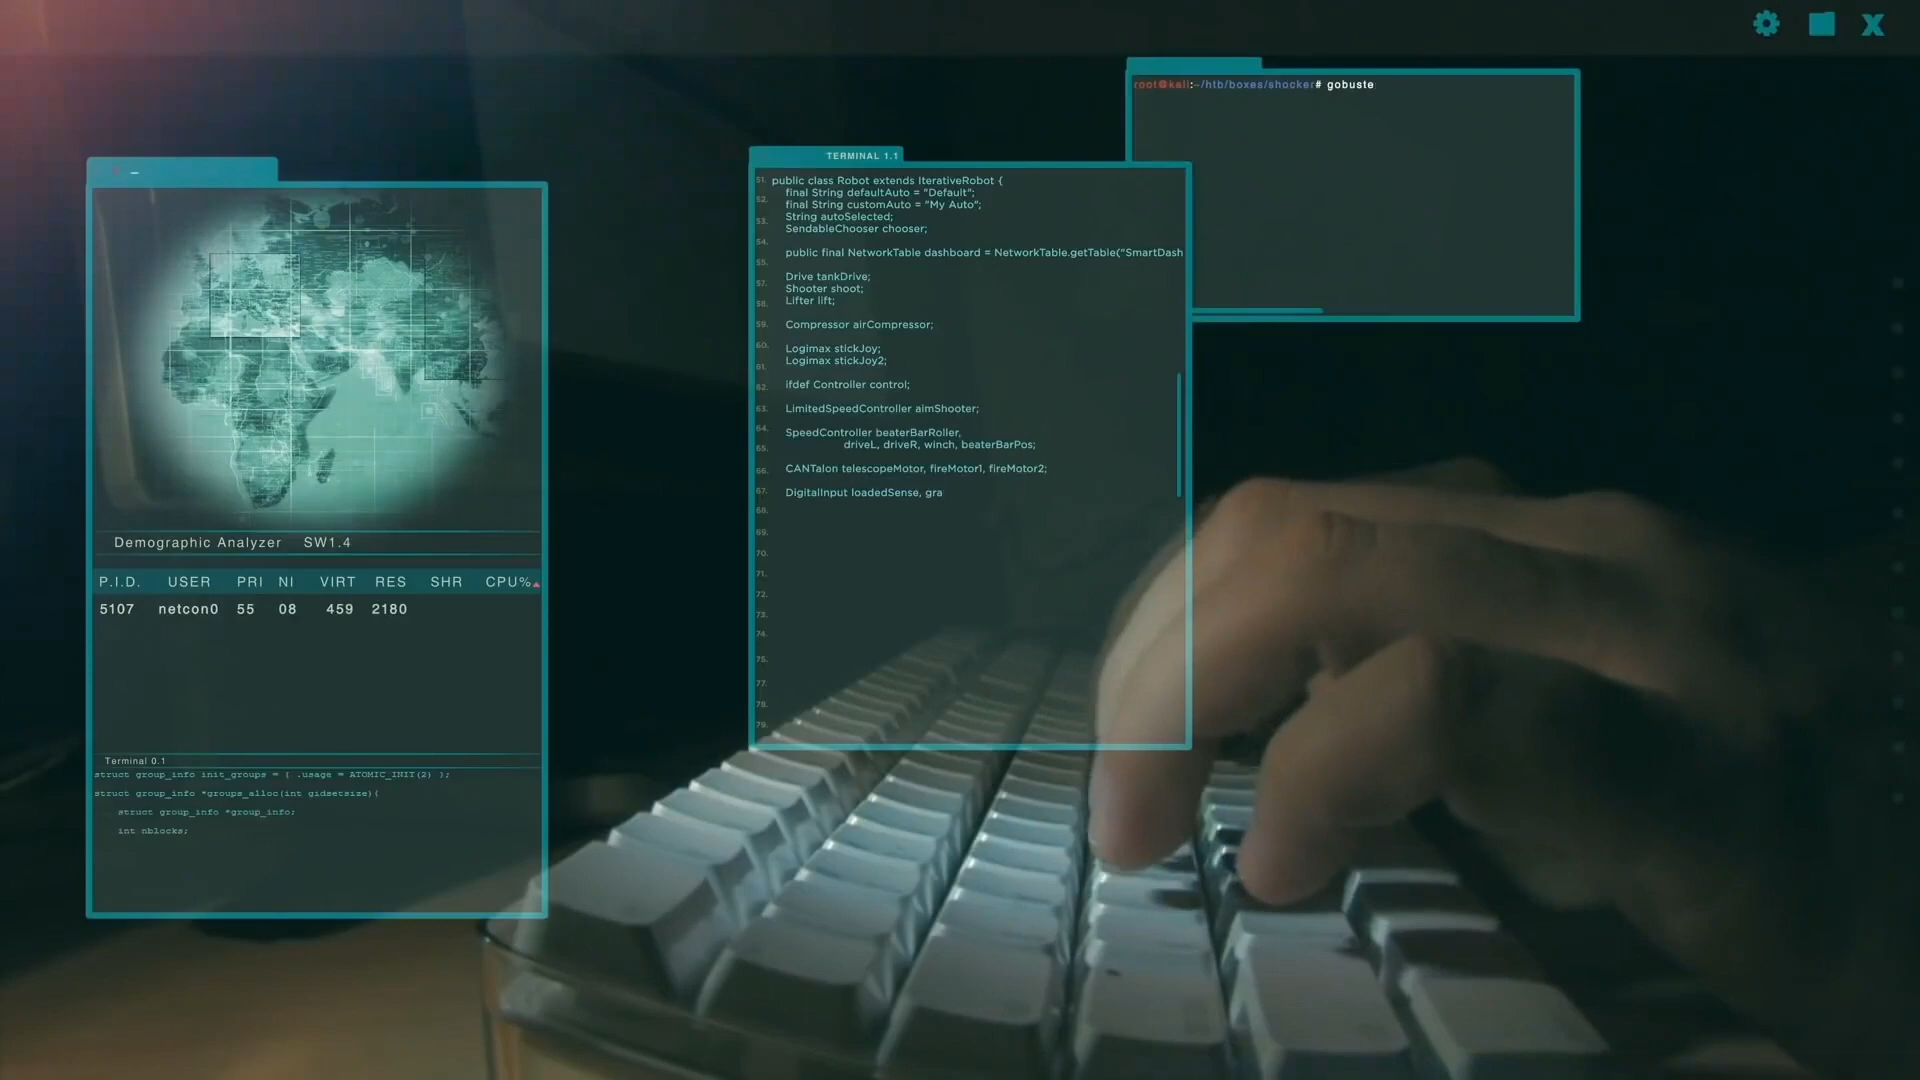 root@kali:~/htb/boxes/shocker# gobuste
TERMINAL 1.1
51.
52.
53.
54.
55.
57.
58.
59.
60.
61.
62.
63.
64.
65.
66.
67.
68.
69.
70.
71.
72.
73.
74.
75.
77.
78.
79.
public class Robot extends IterativeRobot {
final String defaultAuto = "Default";
final String customAuto = "My Auto";
String autoSelected;
SendableChooser chooser;
public final NetworkTable dashboard = NetworkTable.getTable("SmartDash
Drive tankDrive;
Shooter shoot;
Lifter lift;
Compressor airCompressor;
Logimax stickJoy;
Logimax stickJoy2;
ifdef Controller control;
LimitedSpeedController aimShooter;
SpeedController beaterBarRoller,
driveL, driveR, winch, beaterBarPos;
CANTalon telescopeMotor, fireMotor1, fireMotor2;
DigitalInput loadedSense, gra
Demographic Analyzer SW1.4
P.I.D. USER PRI NI VIRT RES SHR CPU%
5107 netcon0 55 08 459 2180
Terminal 0.1
struct group_info init_groups = { .usage = ATOMIC_INIT(2) };
struct group_info *groups_alloc(int gidsetsize){
struct group_info *group_info;
int nblocks;